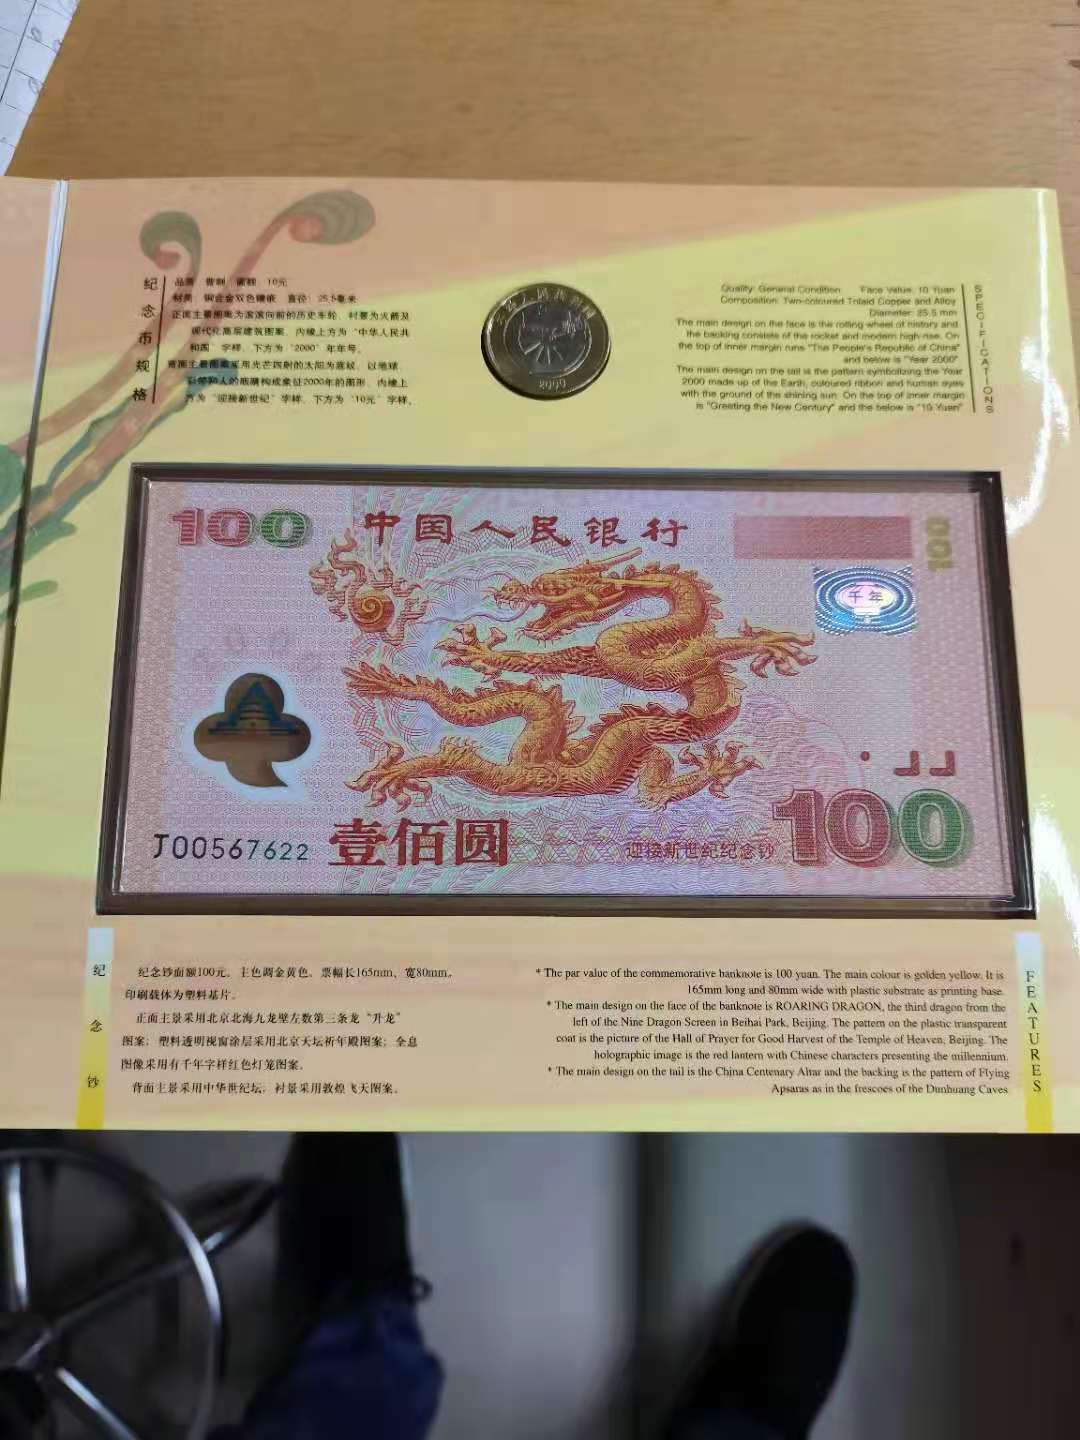 纪念币规格
品质: 普制 面额: 10元
材质: 铜合金双色镶嵌 直径: 25.5毫米
正面主景图案为滚滚向前的历史车轮, 衬景为火箭及
现代化高层建筑图案, 内缘上方为“中华人民共
和国”字样, 下方为“2000”年年号。
背面主景图案采用光芒四射的太阳为底纹, 以地球、
彩带和人的眼睛构成象征2000年的图形, 内缘上
方为“迎接新世纪”字样, 下方为“10元”字样。
中华人民共和国
2000
Quality: General Condition Face Value: 10 Yuan
Composition: Two-coloured Tntaid Copper and Alloy
Diameter: 25.5 mm
The main design on the face is the rolling wheel of history and
the backing consists of the rocket and modern high-rise. On
the top of inner margin runs "The People's Republic of China"
and below is "Year 2000"
The main design on the tail is the pattern symbolizing the Year
2000 made up of the Earth, coloured ribbon and human eyes
with the ground of the shining sun. On the top of inner margin
is "Greeting the New Century" and the below is "10 Yuan"
SPECIFICATIONS
100
中国人民银行
100
千年
J00567622
壹佰圆
迎接新世纪纪念钞
100
纪念钞
纪念钞面额100元。主色调金黄色。票幅长165mm、宽80mm。
印刷载体为塑料基片。
正面主景采用北京北海九龙壁左数第三条龙“升龙”
图案; 塑料透明视窗涂层采用北京天坛祈年殿图案; 全息
图像采用有千年字样红色灯笼图案。
背面主景采用中华世纪坛; 衬景采用敦煌飞天图案。
* The par value of the commemorative banknote is 100 yuan. The main colour is golden yellow. It is
165mm long and 80mm wide with plastic substrate as printing base.
* The main design on the face of the banknote is ROARING DRAGON, the third dragon from the
left of the Nine Dragon Screen in Beihai Park, Beijing. The pattern on the plastic transparent
coat is the picture of the Hall of Prayer for Good Harvest of the Temple of Heaven, Beijing. The
holographic image is the red lantern with Chinese characters presenting the millennium.
* The main design on the tail is the China Centenary Altar and the backing is the pattern of Flying
Apsaras as in the frescoes of the Dunhuang Caves
FEATURES